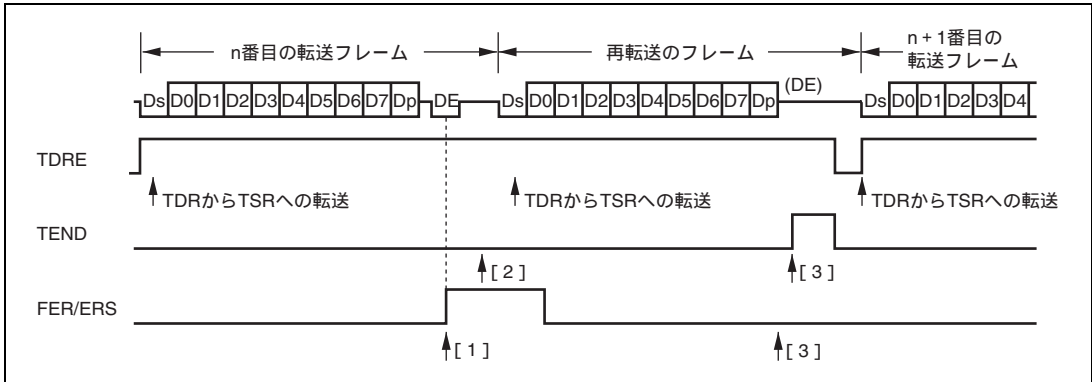 n番目の転送フレーム 再転送のフレーム n + 1番目の
転送フレーム
Ds D0 D1 D2 D3 D4 D5 D6 D7 Dp DE Ds D0 D1 D2 D3 D4 D5 D6 D7 Dp (DE) Ds D0 D1 D2 D3 D4
TDRE
TDRからTSRへの転送 TDRからTSRへの転送 TDRからTSRへの転送
TEND
[ 2 ] [ 3 ]
FER/ERS
[ 1 ] [ 3 ]